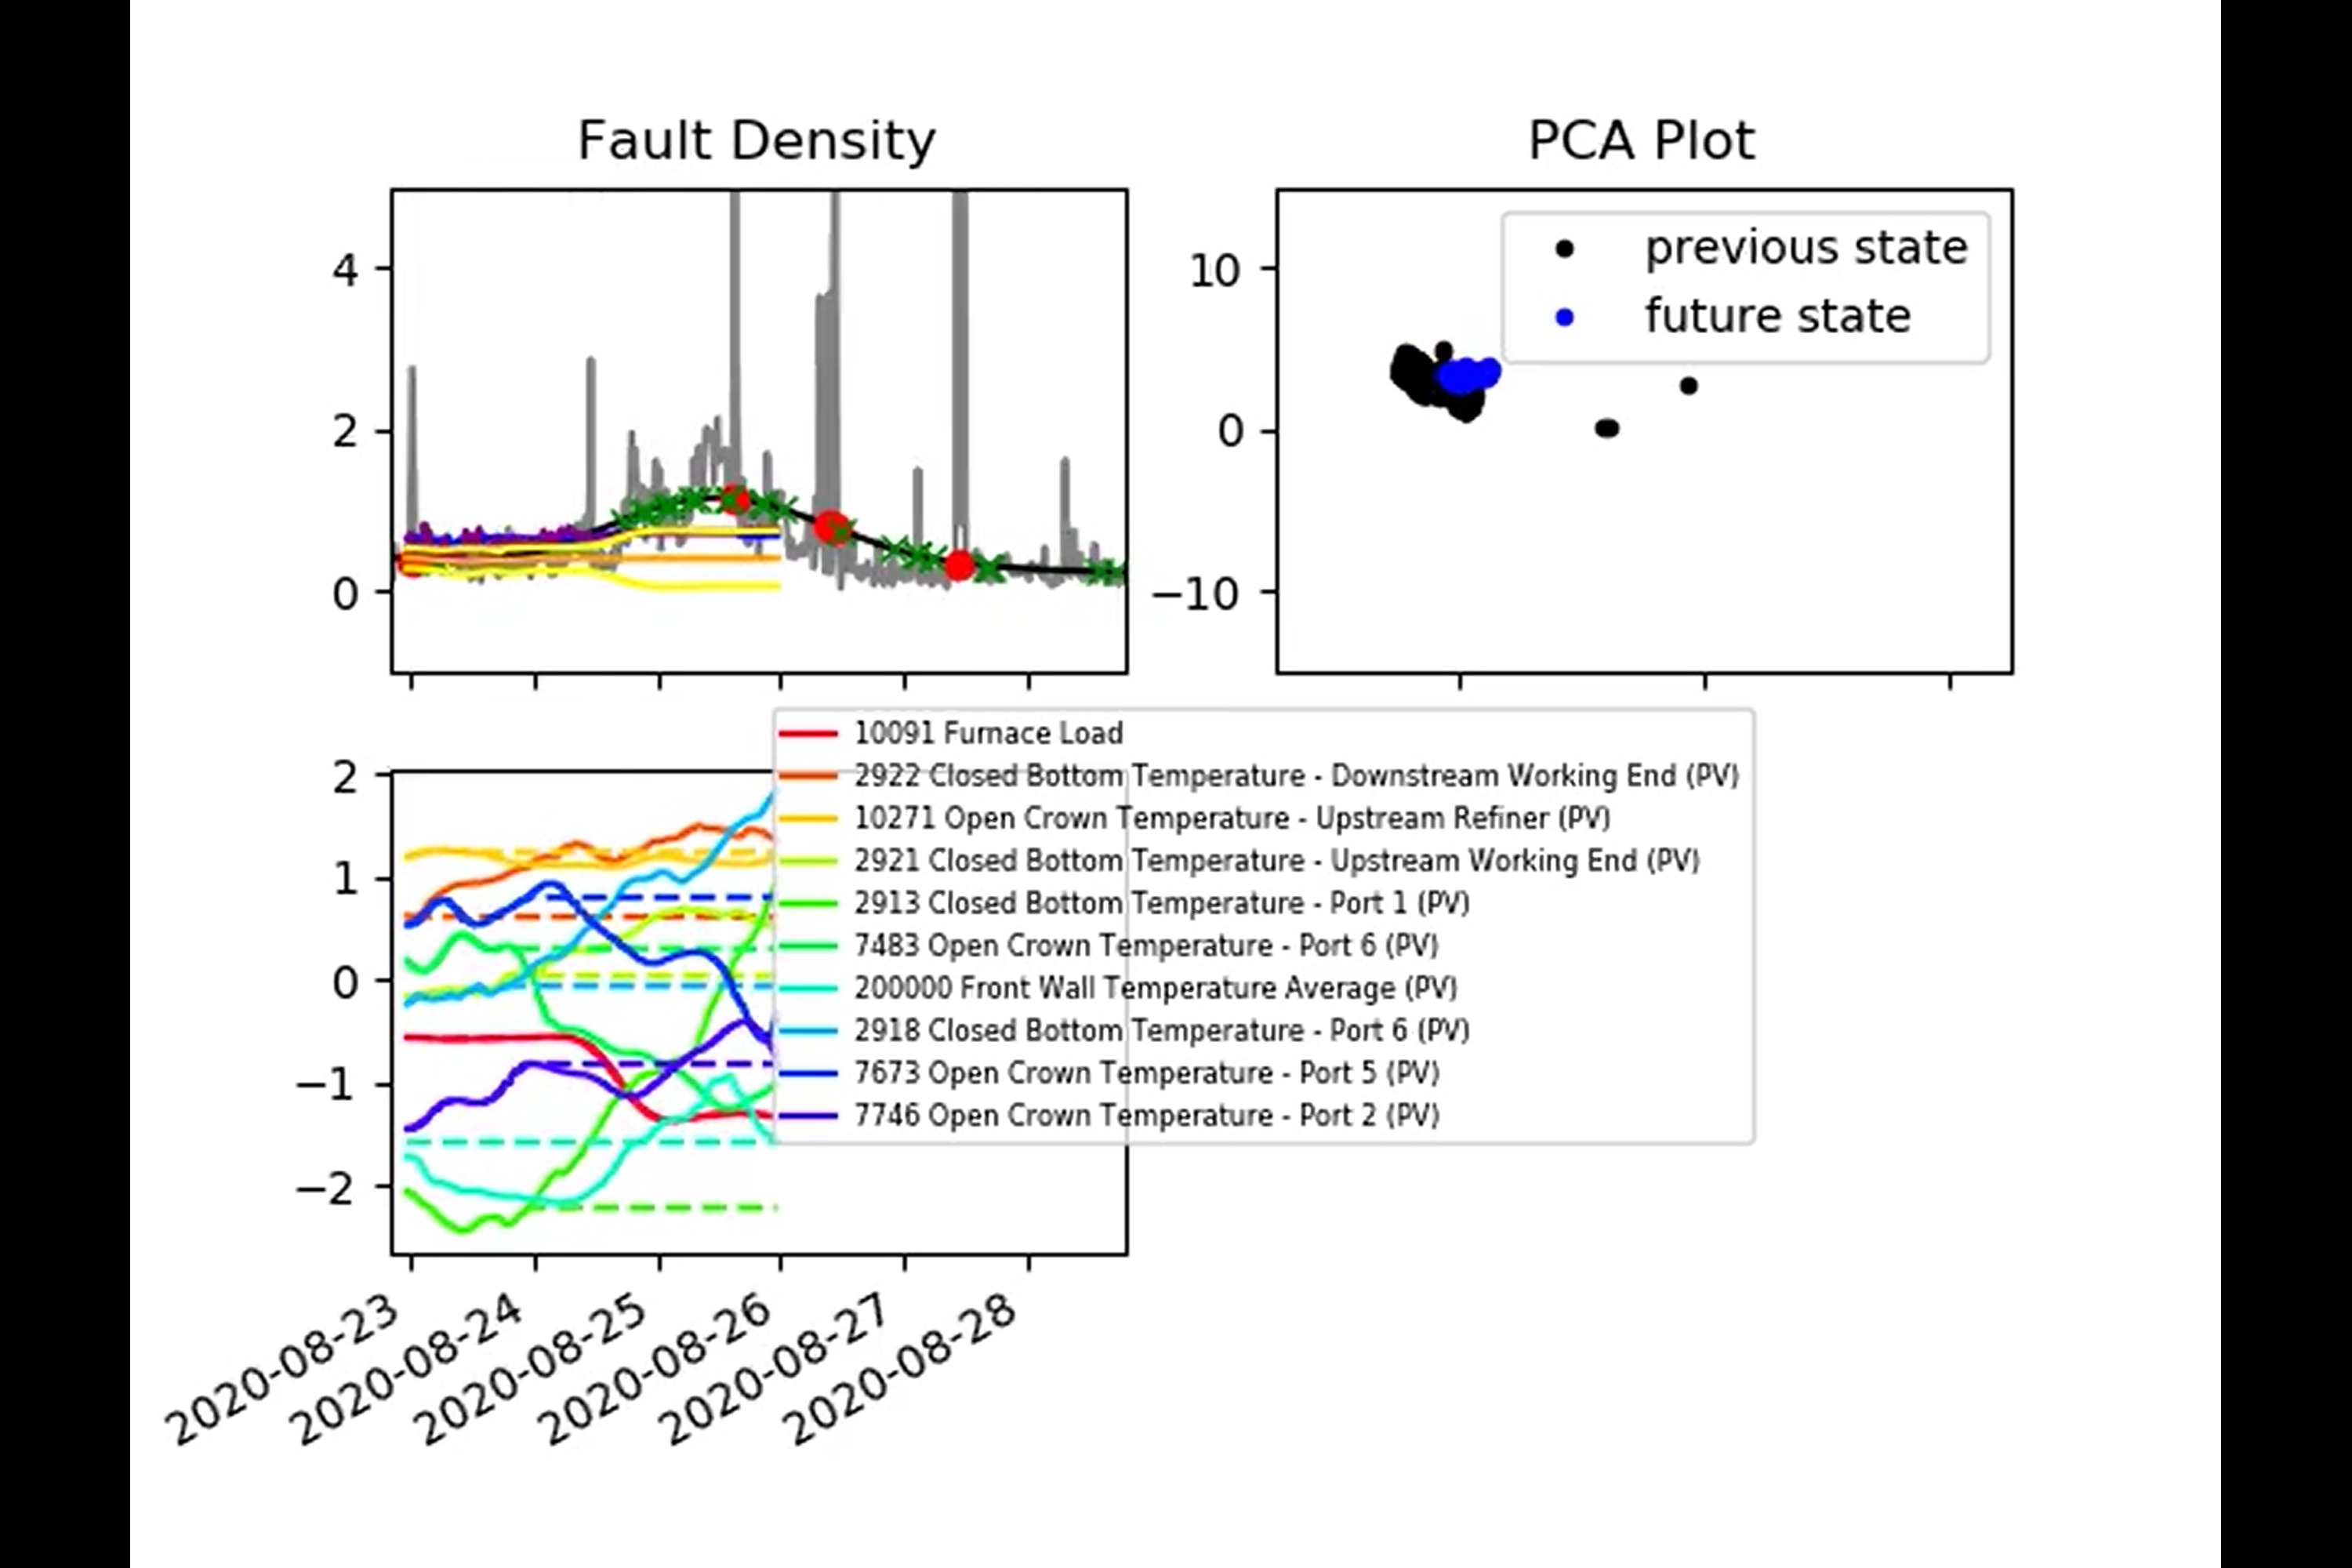 Fault Density
4
2
0
PCA Plot
previous state
future state
10
0
−10
2
1
0
−1
−2
10091 Furnace Load
2922 Closed Bottom Temperature - Downstream Working End (PV)
10271 Open Crown Temperature - Upstream Refiner (PV)
2921 Closed Bottom Temperature - Upstream Working End (PV)
2913 Closed Bottom Temperature - Port 1 (PV)
7483 Open Crown Temperature - Port 6 (PV)
200000 Front Wall Temperature Average (PV)
2918 Closed Bottom Temperature - Port 6 (PV)
7673 Open Crown Temperature - Port 5 (PV)
7746 Open Crown Temperature - Port 2 (PV)
2020-08-23
2020-08-24
2020-08-25
2020-08-26
2020-08-27
2020-08-28